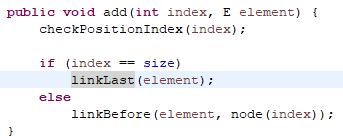 public void add(int index, E element) {
    checkPositionIndex(index);

    if (index == size)
        linkLast(element);
    else
        linkBefore(element, node(index));
}